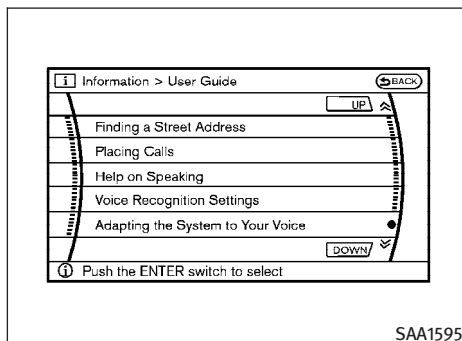 i Information > User Guide BACK
UP
Finding a Street Address
Placing Calls
Help on Speaking
Voice Recognition Settings
Adapting the System to Your Voice
DOWN
i Push the ENTER switch to select
SAA1595